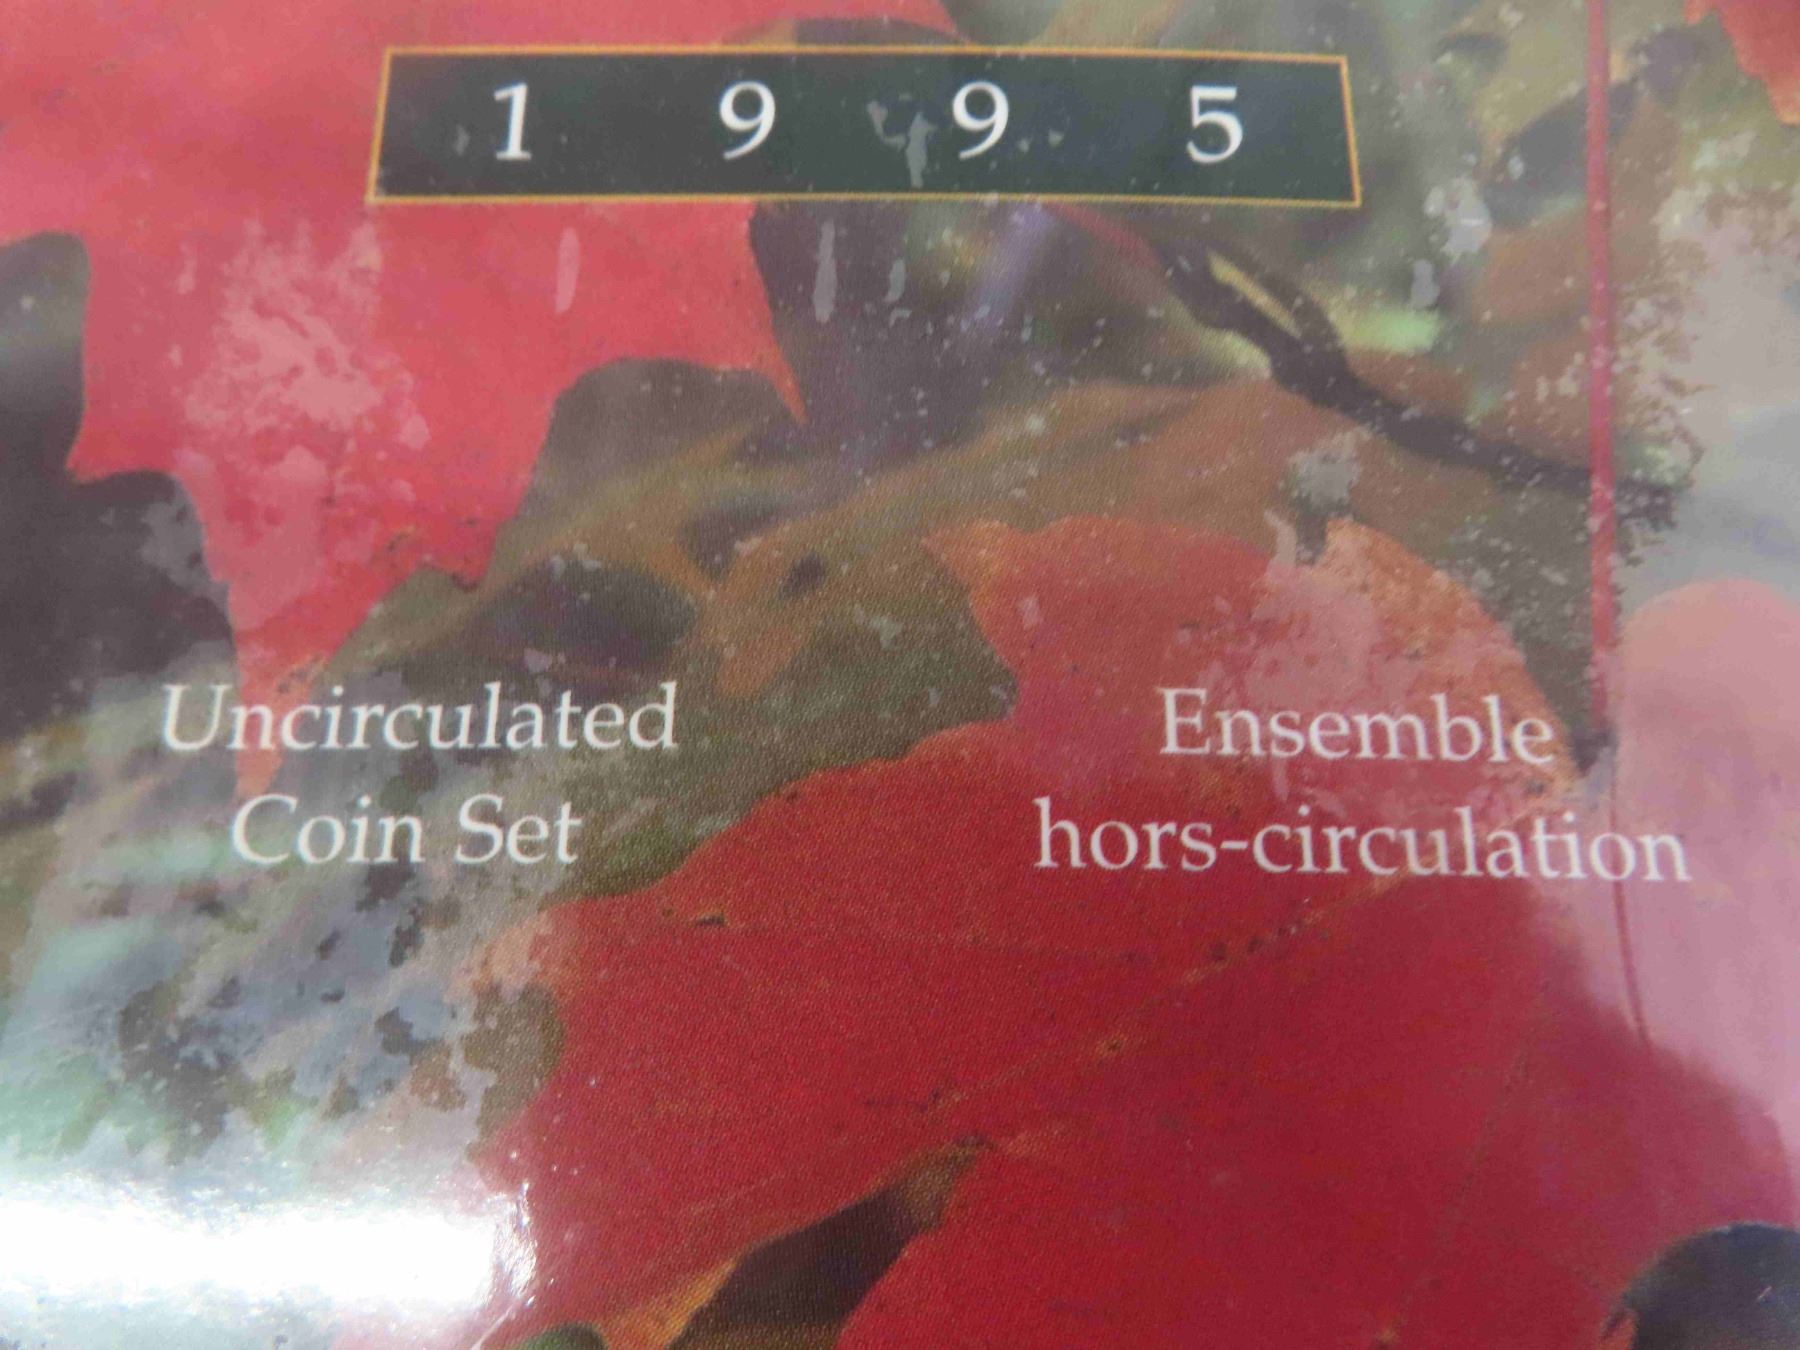 1 9 9 5
Uncirculated
Coin Set
Ensemble
hors-circulation